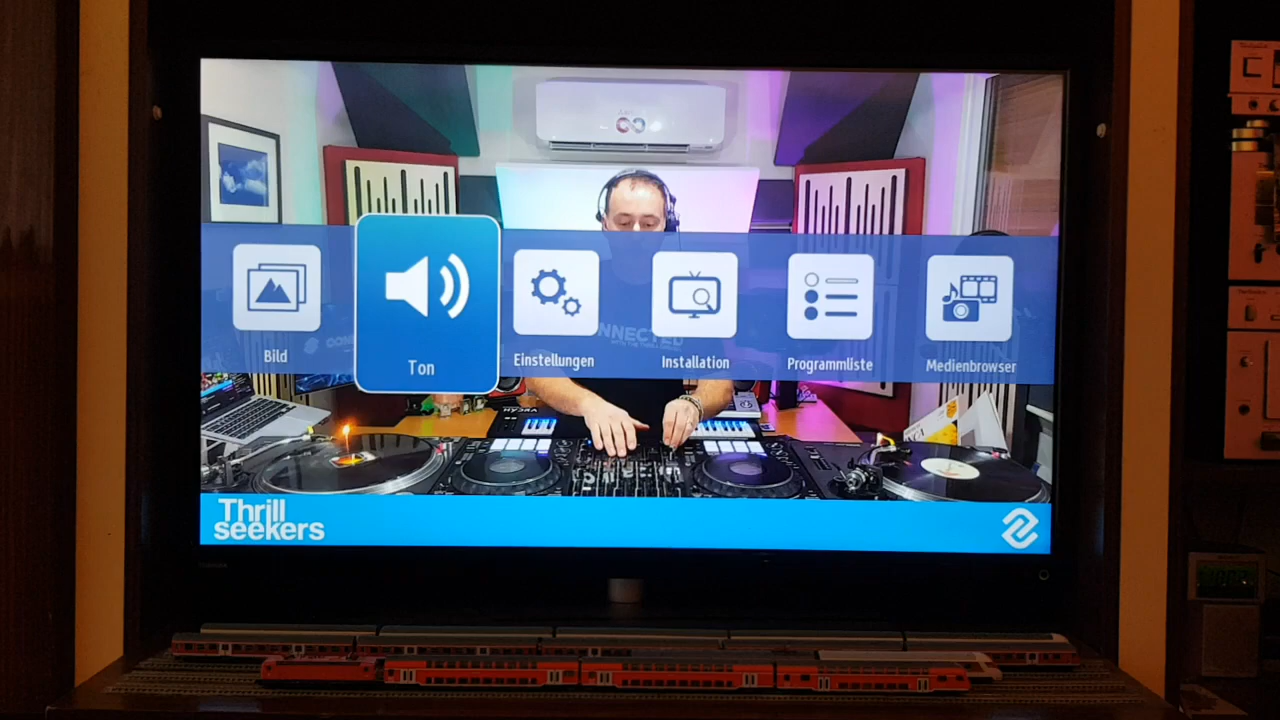 Bild
Ton
Einstellungen
Installation
Programmliste
Medienbrowser
Thrill
seekers